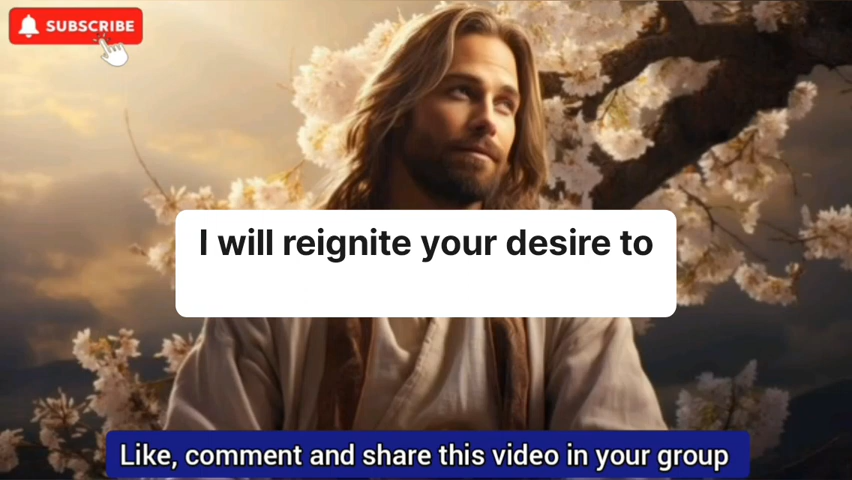 SUBSCRIBE
I will reignite your desire to
Like, comment and share this video in your group